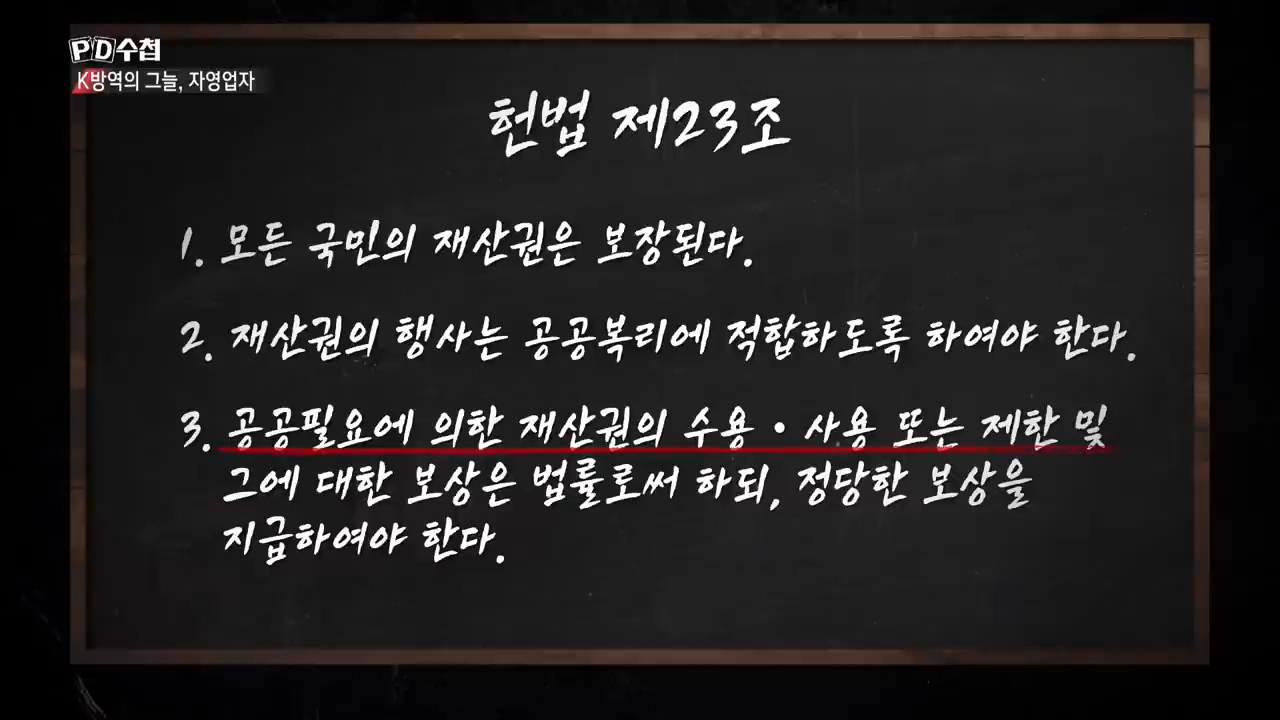 PD수첩
K방역의 그늘, 자영업자
헌법 제23조
1. 모든 국민의 재산권은 보장된다.
2. 재산권의 행사는 공공복리에 적합하도록 하여야 한다.
3. 공공필요에 의한 재산권의 수용·사용 또는 제한 및
그에 대한 보상은 법률로써 하되, 정당한 보상을
지급하여야 한다.